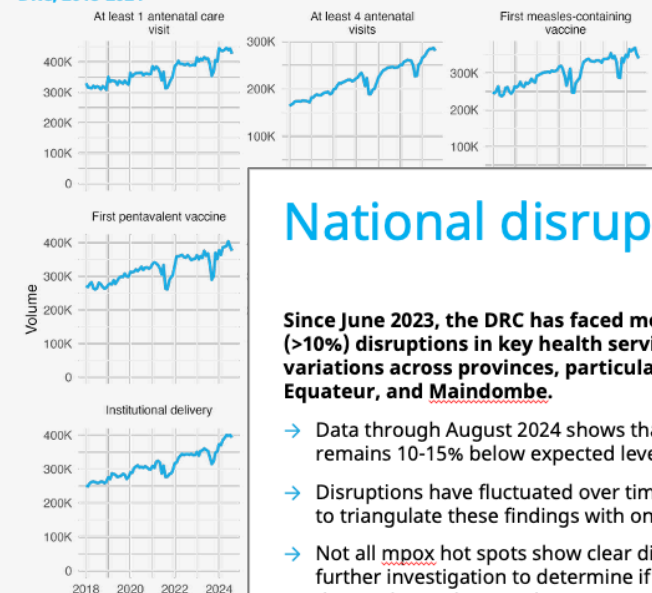 At least 1 antenatal care
visit
At least 4 antenatal
visits
First measles-containing
vaccine
400K
300K
200K
100K
0
300K
200K
100K
300K
200K
100K
First pentavalent vaccine
400K
300K
200K
100K
0
Volume
Institutional delivery
400K
300K
200K
100K
0
2018 2020 2022 2024
National disrup
Since June 2023, the DRC has faced m
(>10%) disruptions in key health servi
variations across provinces, particula
Equateur, and Maindombe.
→ Data through August 2024 shows tha
remains 10-15% below expected leve
→ Disruptions have fluctuated over tim
to triangulate these findings with on
→ Not all mpox hot spots show clear di
further investigation to determine if